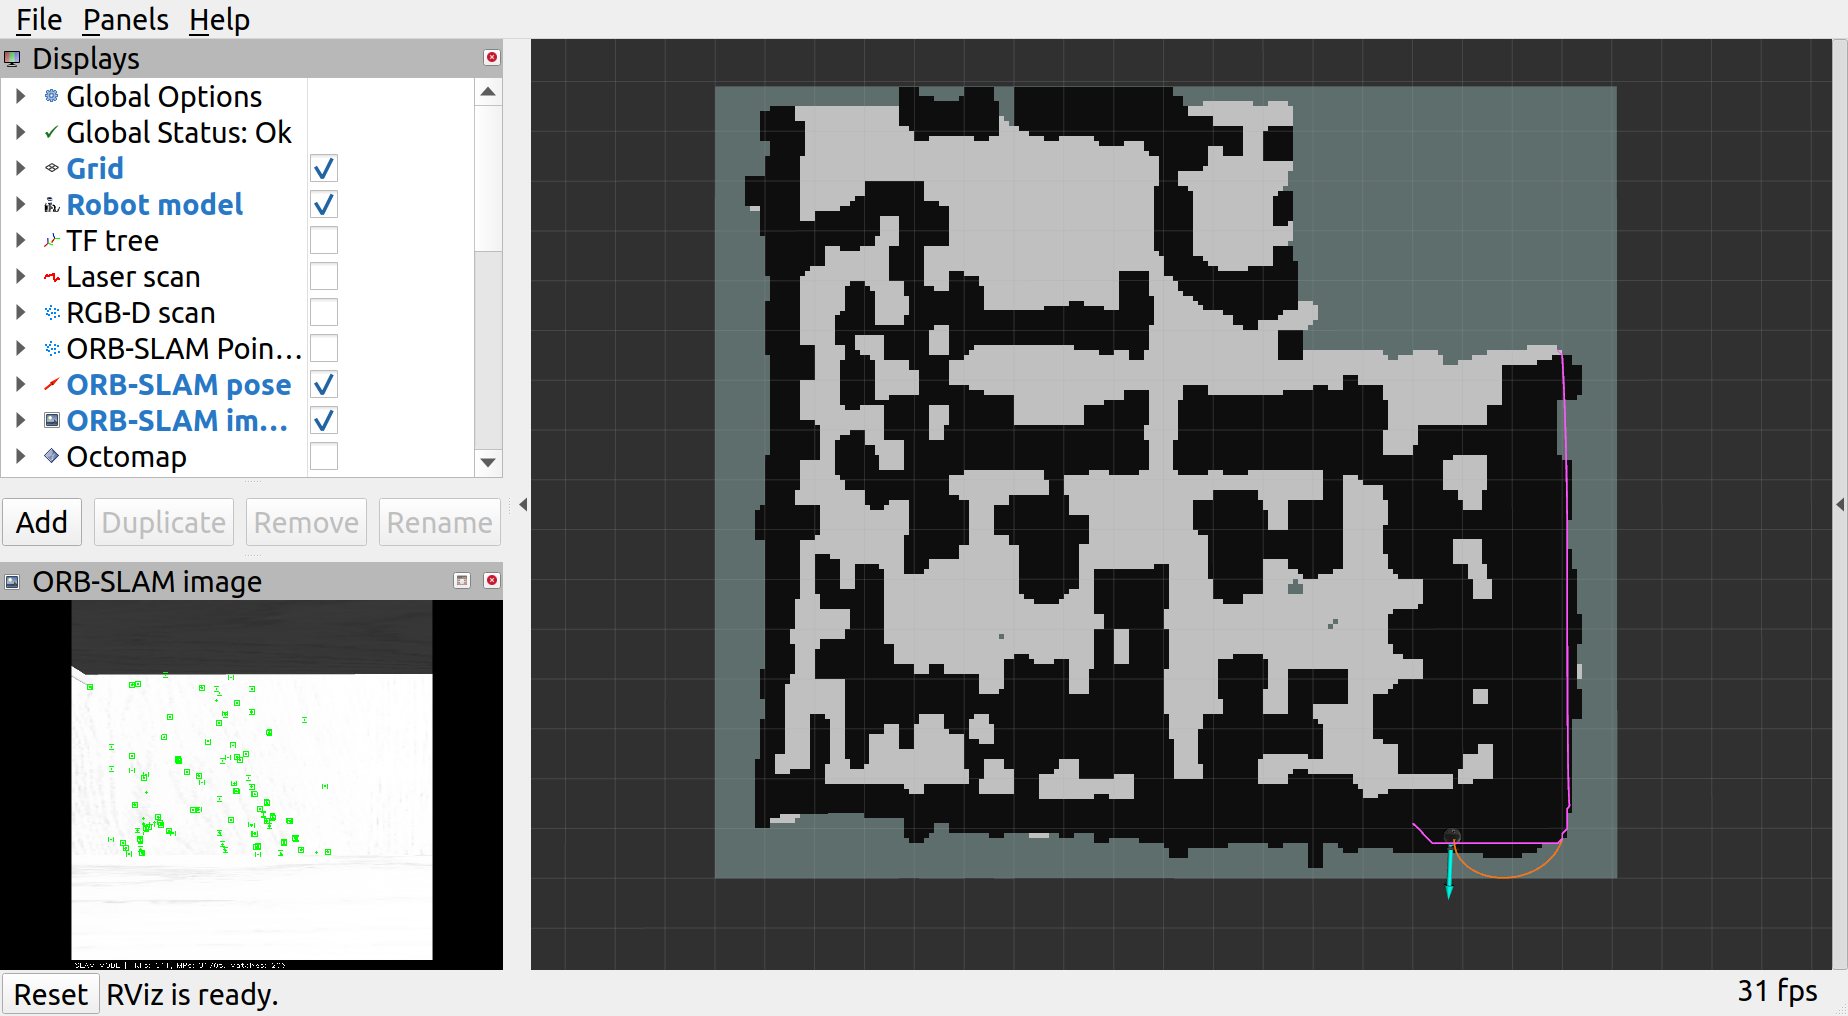 File Panels Help
Displays
Global Options
Global Status: Ok
Grid
Robot model
TF tree
Laser scan
RGB-D scan
ORB-SLAM Poin...
ORB-SLAM pose
ORB-SLAM im...
Octomap
Add Duplicate Remove Rename
ORB-SLAM image
SLAM MODE |
Reset RViz is ready.
31 fps